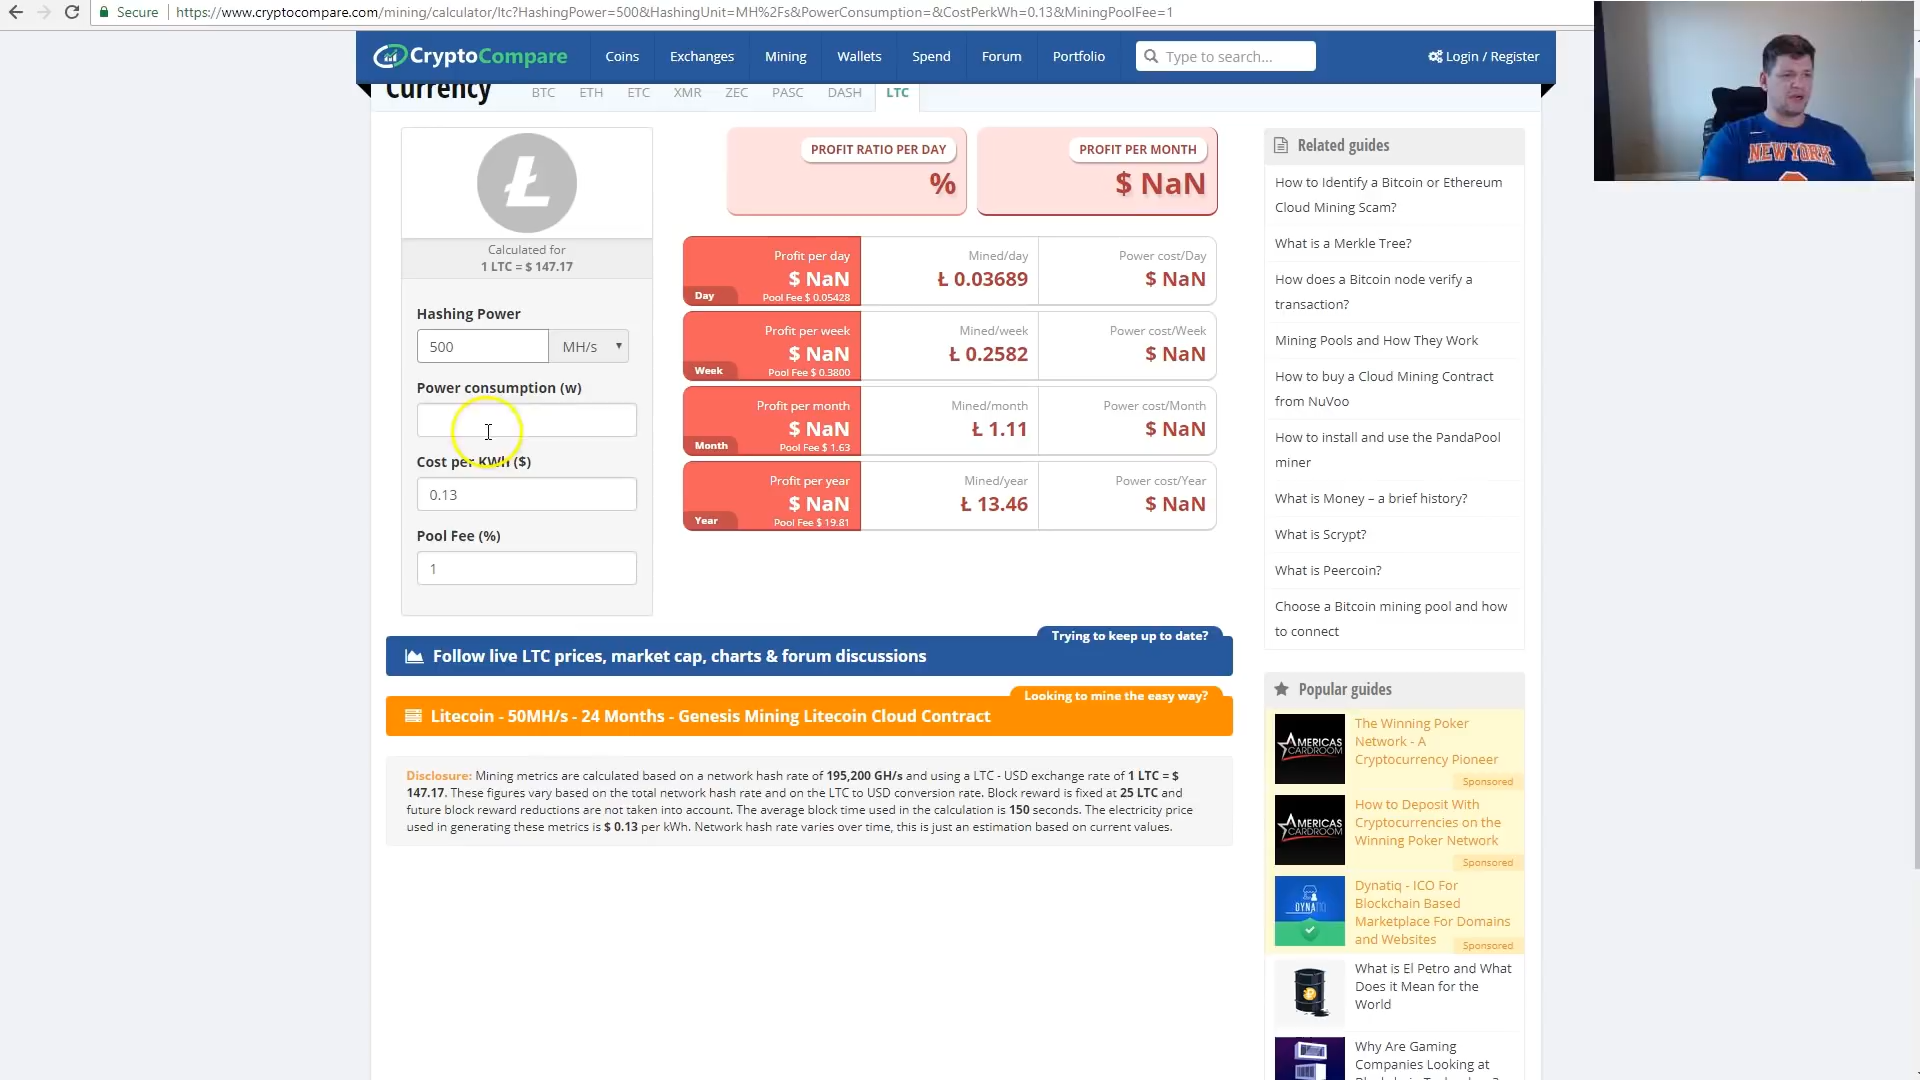 Secure
https://www.cryptocompare.com/mining/calculator/ltc?HashingPower=500&HashingUnit=MH%2Fs&PowerConsumption=&CostPerkWh=0.13&MiningPoolFee=1
CryptoCompare
Coins
Exchanges
Mining
Wallets
Spend
Forum
Portfolio
Type to search...
Login / Register
Currency
BTC
ETH
ETC
XMR
ZEC
PASC
DASH
LTC
Calculated for
1 LTC = $ 147.17
Hashing Power
500
MH/s
Power consumption (w)
Cost per KWh ($)
0.13
Pool Fee (%)
1
PROFIT RATIO PER DAY
%
PROFIT PER MONTH
$ NaN
Profit per day
$ NaN
Day
Pool Fee $ 0.05428
Mined/day
Ł 0.03689
Power cost/Day
$ NaN
Profit per week
$ NaN
Week
Pool Fee $ 0.3800
Mined/week
Ł 0.2582
Power cost/Week
$ NaN
Profit per month
$ NaN
Month
Pool Fee $ 1.63
Mined/month
Ł 1.11
Power cost/Month
$ NaN
Profit per year
$ NaN
Year
Pool Fee $ 19.81
Mined/year
Ł 13.46
Power cost/Year
$ NaN
Trying to keep up to date?
Follow live LTC prices, market cap, charts & forum discussions
Looking to mine the easy way?
Litecoin - 50MH/s - 24 Months - Genesis Mining Litecoin Cloud Contract
Disclosure: Mining metrics are calculated based on a network hash rate of 195,200 GH/s and using a LTC - USD exchange rate of 1 LTC = $
147.17. These figures vary based on the total network hash rate and on the LTC to USD conversion rate. Block reward is fixed at 25 LTC and
future block reward reductions are not taken into account. The average block time used in the calculation is 150 seconds. The electricity price
used in generating these metrics is $ 0.13 per kWh. Network hash rate varies over time, this is just an estimation based on current values.
Related guides
How to Identify a Bitcoin or Ethereum
Cloud Mining Scam?
What is a Merkle Tree?
How does a Bitcoin node verify a
transaction?
Mining Pools and How They Work
How to buy a Cloud Mining Contract
from NuVoo
How to install and use the PandaPool
miner
What is Money – a brief history?
What is Scrypt?
What is Peercoin?
Choose a Bitcoin mining pool and how
to connect
Popular guides
AMERICAS
CARDROOM
The Winning Poker
Network - A
Cryptocurrency Pioneer
Sponsored
AMERICAS
CARDROOM
How to Deposit With
Cryptocurrencies on the
Winning Poker Network
Sponsored
DYNATIQ
Dynatiq - ICO For
Blockchain Based
Marketplace For Domains
and Websites
Sponsored
What is El Petro and What
Does it Mean for the
World
Why Are Gaming
Companies Looking at
NEW YORK